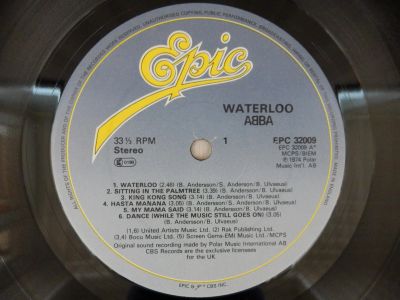 Epic
WATERLOO
ABBA
33⅓ RPM
Stereo
1
EPC 32009
EPC 32009 A
MCPS/BIEM
℗ 1974 Polar
Music Int'l. AB
1. WATERLOO (2.46) (B. Andersson/S. Anderson/B. Ulvaeus)
2. SITTING IN THE PALMTREE (3.39) (B. Andersson/B. Ulvaeus)
3. KING KONG SONG (3.14) (B. Andersson/B. Ulvaeus)
4. HASTA MANANA (3.05) (B. Andersson/S. Anderson/B. Ulvaeus)
5. MY MAMA SAID (3.14) (B. Andersson/B. Ulvaeus)
6. DANCE (WHILE THE MUSIC STILL GOES ON) (3.05)
(B. Andersson/B. Ulvaeus)
(1,6) United Artists Music Ltd. (2) Rak Publishing Ltd.
(3,4) Bocu Music Ltd. (5) Screen Gems-EMI Music Ltd./MCPS
Original sound recording made by Polar Music International AB
CBS Records are the exclusive licensees
for the UK